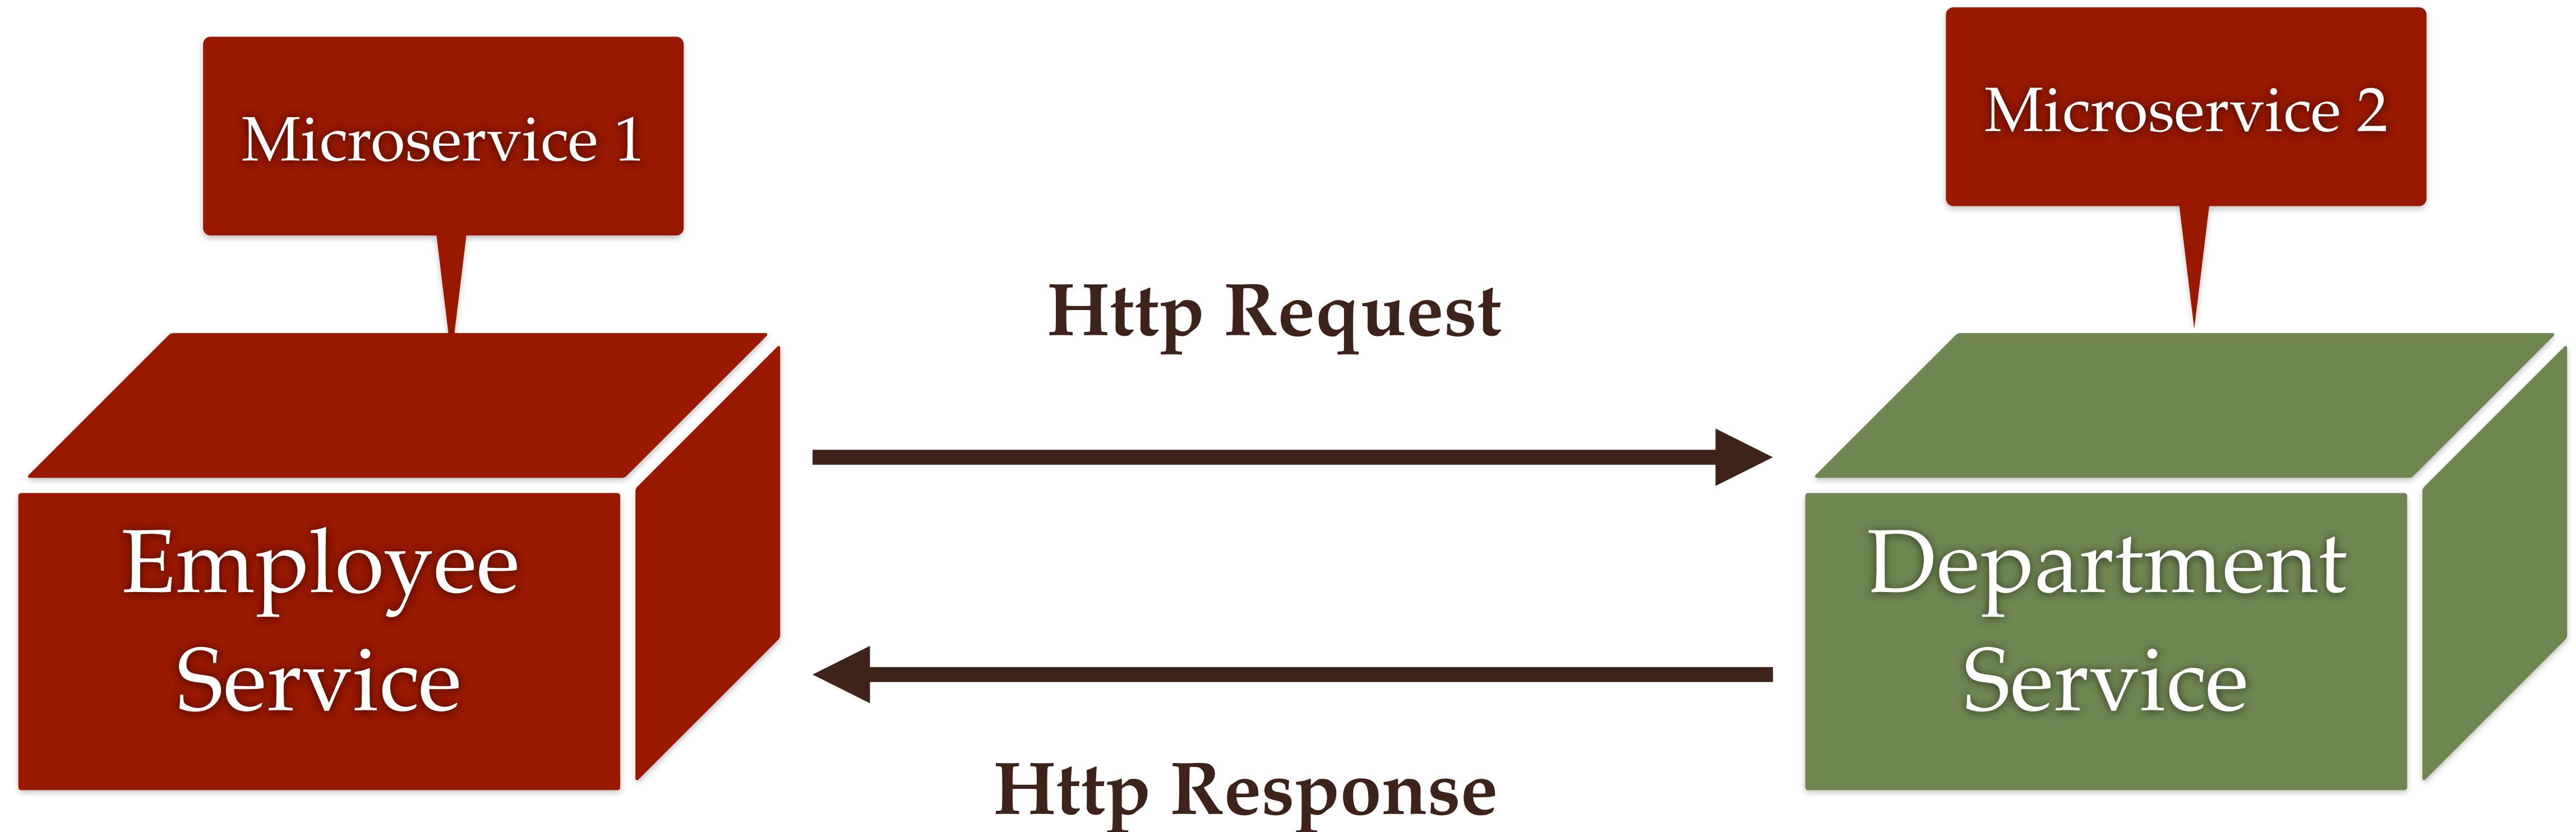 Microservice 1
Microservice 2
Http Request
Employee
Service
Department
Service
Http Response